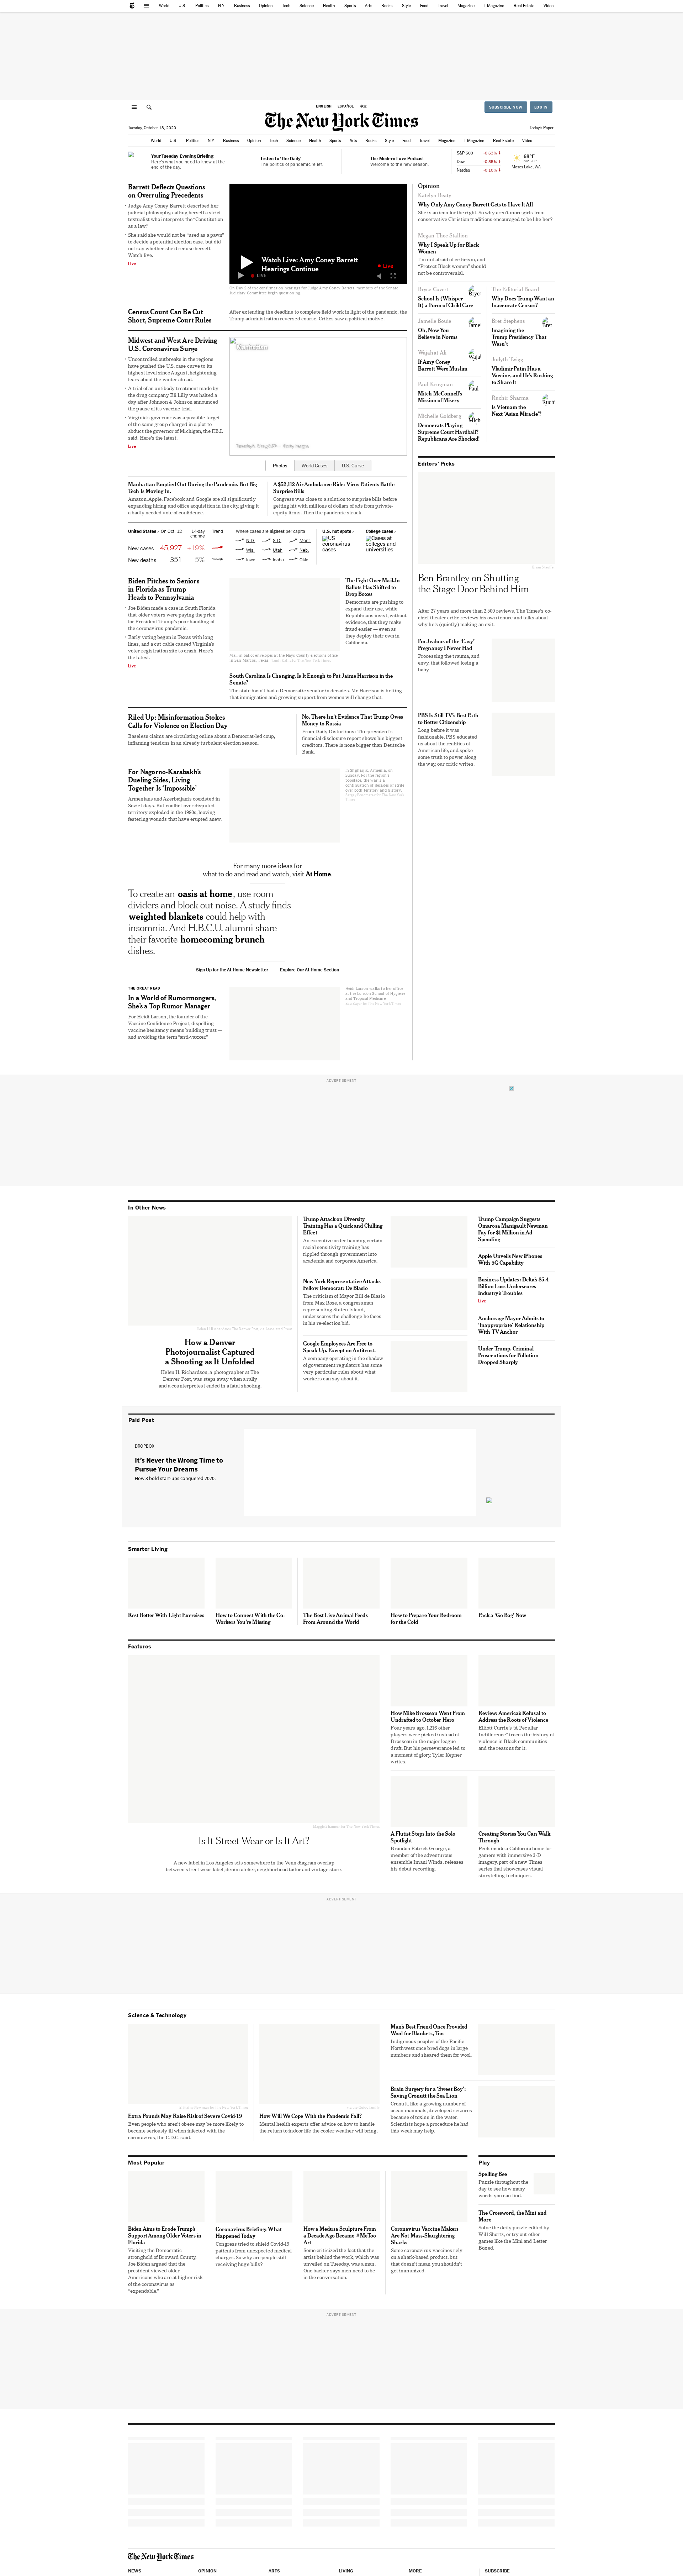 World U.S. Politics N.Y. Business Opinion Tech Science Health Sports Arts Books Style Food Travel Magazine T Magazine Real Estate Video
ENGLISH ESPAÑOL 中文
SUBSCRIBE NOW LOG IN
The New York Times
Tuesday, October 13, 2020
Today's Paper
World U.S. Politics N.Y. Business Opinion Tech Science Health Sports Arts Books Style Food Travel Magazine T Magazine Real Estate Video
Your Tuesday Evening Briefing
Here's what you need to know at the
end of the day.
Listen to 'The Daily'
The politics of pandemic relief.
The Modern Love Podcast
Welcome to the new season.
S&P 500 -0.63% ↓
Dow -0.55% ↓
Nasdaq -0.10% ↓
68°F
Moses Lake, WA
Barrett Deflects Questions
on Overruling Precedents
Judge Amy Coney Barrett described her
judicial philosophy, calling herself a strict
textualist who interprets the "Constitution
as a law."
She said she would not be "used as a pawn"
to decide a potential election case, but did
not say whether she'd recuse herself.
Watch live.
Live
Watch Live: Amy Coney Barrett
Hearings Continue
Live
LIVE
On Day 2 of the confirmation hearings for Judge Amy Coney Barrett, members of the Senate
Judiciary Committee begin questioning.
Census Count Can Be Cut
Short, Supreme Court Rules
After extending the deadline to complete field work in light of the pandemic, the
Trump administration reversed course. Critics saw a political motive.
Midwest and West Are Driving
U.S. Coronavirus Surge
Uncontrolled outbreaks in the region
have pushed the U.S. case curve to its
highest level since August, heightening
fears about the winter ahead.
A trial of an antibody treatment made by
the drug company Eli Lilly was halted a
day after Johnson & Johnson announced
the pause of its vaccine trial.
Virginia's governor was a possible target
of the same group charged in a plot to
abduct the governor of Michigan, the F.B.I.
said. Here's the latest.
Live
Manhattan.
Timothy A. Clary/AFP — Getty Images
Photos World Cases U.S. Curve
Manhattan Emptied Out During the Pandemic. But Big
Tech Is Moving In.
Amazon, Apple, Facebook and Google are all significantly
expanding their offices and workforce in the city, giving it
a badly needed vote of confidence.
A $52,112 Air Ambulance Ride: Virus Patients Battle
Surprise Bills
Congress was close to a solution to surprise bills before
getting hit with millions of dollars of ads from private-
equity firms. Then the pandemic struck.
United States › On Oct. 12 14-day change Trend
New cases 45,927 +19%
New deaths 351 -5%
Where cases are highest per capita
N.D. S.D. Mont.
Wis. Utah Neb.
Iowa Idaho Okla.
U.S. hot spots ›
US
coronavirus
cases
College cases ›
Cases at
colleges and
universities
Biden Pitches to Seniors
in Florida as Trump
Heads to Pennsylvania
Joe Biden made a case in South Florida
that older voters were paying the price
for President Trump's poor handling of
the coronavirus pandemic.
Early voting began in Texas with long
lines, and a cut cable caused Virginia's
voter registration site to crash. Here's
the latest.
Live
Mail-in ballot envelopes at the Hays County elections office
in San Marcos, Texas.
The Fight Over Mail-In
Ballots Has Shifted to
Drop Boxes
Democrats are pushing to
expand their use, while
Republicans insist, without
evidence, that they make
fraud easier — even as
they deploy their own in
California.
South Carolina Is Changing. Is It Enough to Put Jaime Harrison in the
Senate?
The state hasn't had a Democratic senator in decades. Mr. Harrison is betting
that immigration and growing support from women will change that.
Riled Up: Misinformation Stokes
Calls for Violence on Election Day
Baseless claims are circulating online about a Democrat-led coup,
inflaming tensions in an already turbulent election season.
No, There Isn't Evidence That Trump Owes
Money to Russia
From Daily Distortions: The president's
financial disclosure report shows his biggest
creditors. There is none bigger than Deutsche
Bank.
For Nagorno-Karabakh's
Dueling Sides, Living
Together Is 'Impossible'
Armenians and Azerbaijanis coexisted in
Soviet days. But conflict over disputed
territory exploded in the 1990s, leaving
festering wounds that have erupted anew.
For many more ideas for
what to do and read together, visit At Home.
To create an oasis at home, use room
dividers and block out noise. A study finds
weighted blankets could help with
insomnia. And H.B.C.U. alumni share
their favorite homecoming brunch
dishes.
Sign Up for the At Home Newsletter Explore Our At Home Section
THE GREAT READ
In a World of Rumormongers,
She's a Top Rumor Manager
For Heidi Larson, the founder of the
Vaccine Confidence Project, dispelling
vaccine hesitancy means building trust —
and avoiding the term "anti-vaxxer."
Heidi Larson walks to her office
at the London School of Hygiene
and Tropical Medicine.
Opinion
Karolyn Beaty
Why Only Amy Coney Barrett Gets to Have It All
She is an icon for the right. So why aren't more girls from
conservative Christian traditions encouraged to be like her?
Megan Thee Stallion
Why I Speak Up for Black
Women
I'm not afraid of criticism, and
"Protect Black women" should
not be controversial.
Bryce Covert
School Is (Whisper
It) a Form of Child Care
Jamelle Bouie
Oh, Now You
Believe in Norms
Wajahat Ali
If Amy Coney
Barrett Were Muslim
Paul Krugman
Mitch McConnell's
Mission of Misery
Michelle Goldberg
Democrats Playing
Supreme Court Hardball?
Republicans Are Shocked!
The Editorial Board
Why Does Trump Want an
Inaccurate Census?
Bret Stephens
Imagining the
Trump Presidency That
Wasn't
Judyth Twigg
Vladimir Putin Has a
Vaccine, and He's Rushing
to Share It
Ruchir Sharma
Is Vietnam the
Next 'Asian Miracle'?
Editors' Picks
Ben Brantley on Shutting
the Stage Door Behind Him
After 27 years and more than 2,500 reviews, The Times's co-
chief theater critic reviews his own tenure and talks about
why he's (quietly) making an exit.
I'm Jealous of the 'Easy'
Pregnancy I Never Had
Processing the trauma, and
envy, that followed losing a
baby.
PBS Is Still TV's Best Path
to Better Citizenship
Long before it was
fashionable, PBS educated
us about the realities of
American life, and spoke
some truth to power along
the way, our critic writes.
ADVERTISEMENT
In Other News
How a Denver
Photojournalist Captured
a Shooting as It Unfolded
Helen H. Richardson, a photographer at The
Denver Post, was steps away when a rally
and a counterprotest ended in a fatal shooting.
Trump Attack on Diversity
Training Has a Quick and Chilling
Effect
An executive order banning certain
racial sensitivity training has
rippled through government into
academia and corporate America.
New York Representative Attacks
Fellow Democrat: De Blasio
The criticism of Mayor Bill de Blasio
from Max Rose, a congressman
representing Staten Island,
underscores the challenge he faces
in his re-election bid.
Google Employees Are Free to
Speak Up. Except on Antitrust.
A company operating in the shadow
of government regulators has some
very particular rules about what
workers can say about it.
Trump Campaign Suggests
Omarosa Manigault Newman
Pay for $1 Million in Ad
Spending
Apple Unveils New iPhones
With 5G Capability
Business Updates: Delta's $5.4
Billion Loss Underscores
Industry's Troubles
Live
Anchorage Mayor Admits to
'Inappropriate' Relationship
With TV Anchor
Under Trump, Criminal
Prosecutions for Pollution
Dropped Sharply
Paid Post
DROPBOX
It's Never the Wrong Time to
Pursue Your Dreams
How 3 bold start-ups conquered 2020.
Smarter Living
Rest Better With Light Exercises
How to Connect With the Co-
Workers You're Missing
The Best Live Animal Feeds
From Around the World
How to Prepare Your Bedroom
for the Cold
Pack a 'Go Bag' Now
Features
Is It Street Wear or Is It Art?
A new label in Los Angeles sits somewhere in the Venn diagram overlap
between street wear label, denim atelier, neighborhood tailor and vintage store.
How Mike Brosseau Went From
Undrafted to October Hero
Four years ago, 1,216 other
players were picked instead of
Brosseau in the major league
draft. But his perseverance led to
a moment of glory, Tyler Kepner
writes.
Review: America's Refusal to
Address the Roots of Violence
Elliott Currie's "A Peculiar
Indifference" traces the history of
violence in Black communities
and the reasons for it.
A Flutist Steps Into the Solo
Spotlight
Brandon Patrick George, a
member of the adventurous
ensemble Imani Winds, releases
his debut recording.
Creating Stories You Can Walk
Through
Peek inside a California home for
gamers with immersive 3-D
imagery, part of a new Times
series that showcases visual
storytelling techniques.
ADVERTISEMENT
Science & Technology
Extra Pounds May Raise Risk of Severe Covid-19
Even people who aren't obese may be more likely to
become seriously ill when infected with the
coronavirus, the C.D.C. said.
How Will We Cope With the Pandemic Fall?
Mental health experts offer advice on how to handle
the return to indoor life the cooler weather will bring.
Man's Best Friend Once Provided
Wool for Blankets, Too
Indigenous peoples of the Pacific
Northwest once bred dogs in large
numbers and sheared them for wool.
Brain Surgery for a 'Sweet Boy':
Saving Cronutt the Sea Lion
Cronutt, like a growing number of
ocean mammals, developed seizures
because of toxins in the water.
Scientists hope a procedure he had
this week may help.
Most Popular
Biden Aims to Erode Trump's
Support Among Older Voters in
Florida
Visiting the Democratic
stronghold of Broward County,
Joe Biden argued that the
president viewed older
Americans who are at higher risk
of the coronavirus as
"expendable."
Coronavirus Briefing: What
Happened Today
Congress tried to shield Covid-19
patients from unexpected medical
charges. So why are people still
receiving huge bills?
How a Medusa Sculpture From
a Decade Ago Became #MeToo
Art
Some criticized the fact that the
artist behind the work, which was
unveiled on Tuesday, was a man.
One backer says men need to be
in the conversation.
Coronavirus Vaccine Makers
Are Not Mass-Slaughtering
Sharks
Some coronavirus vaccines rely
on a shark-based product, but
that doesn't mean you shouldn't
get immunized.
Play
Spelling Bee
Puzzle throughout the
day to see how many
words you can find.
The Crossword, the Mini and
More
Solve the daily puzzle edited by
Will Shortz, or try out other
games like the Mini and Letter
Boxed.
ADVERTISEMENT
The New York Times
NEWS OPINION ARTS LIVING MORE SUBSCRIBE